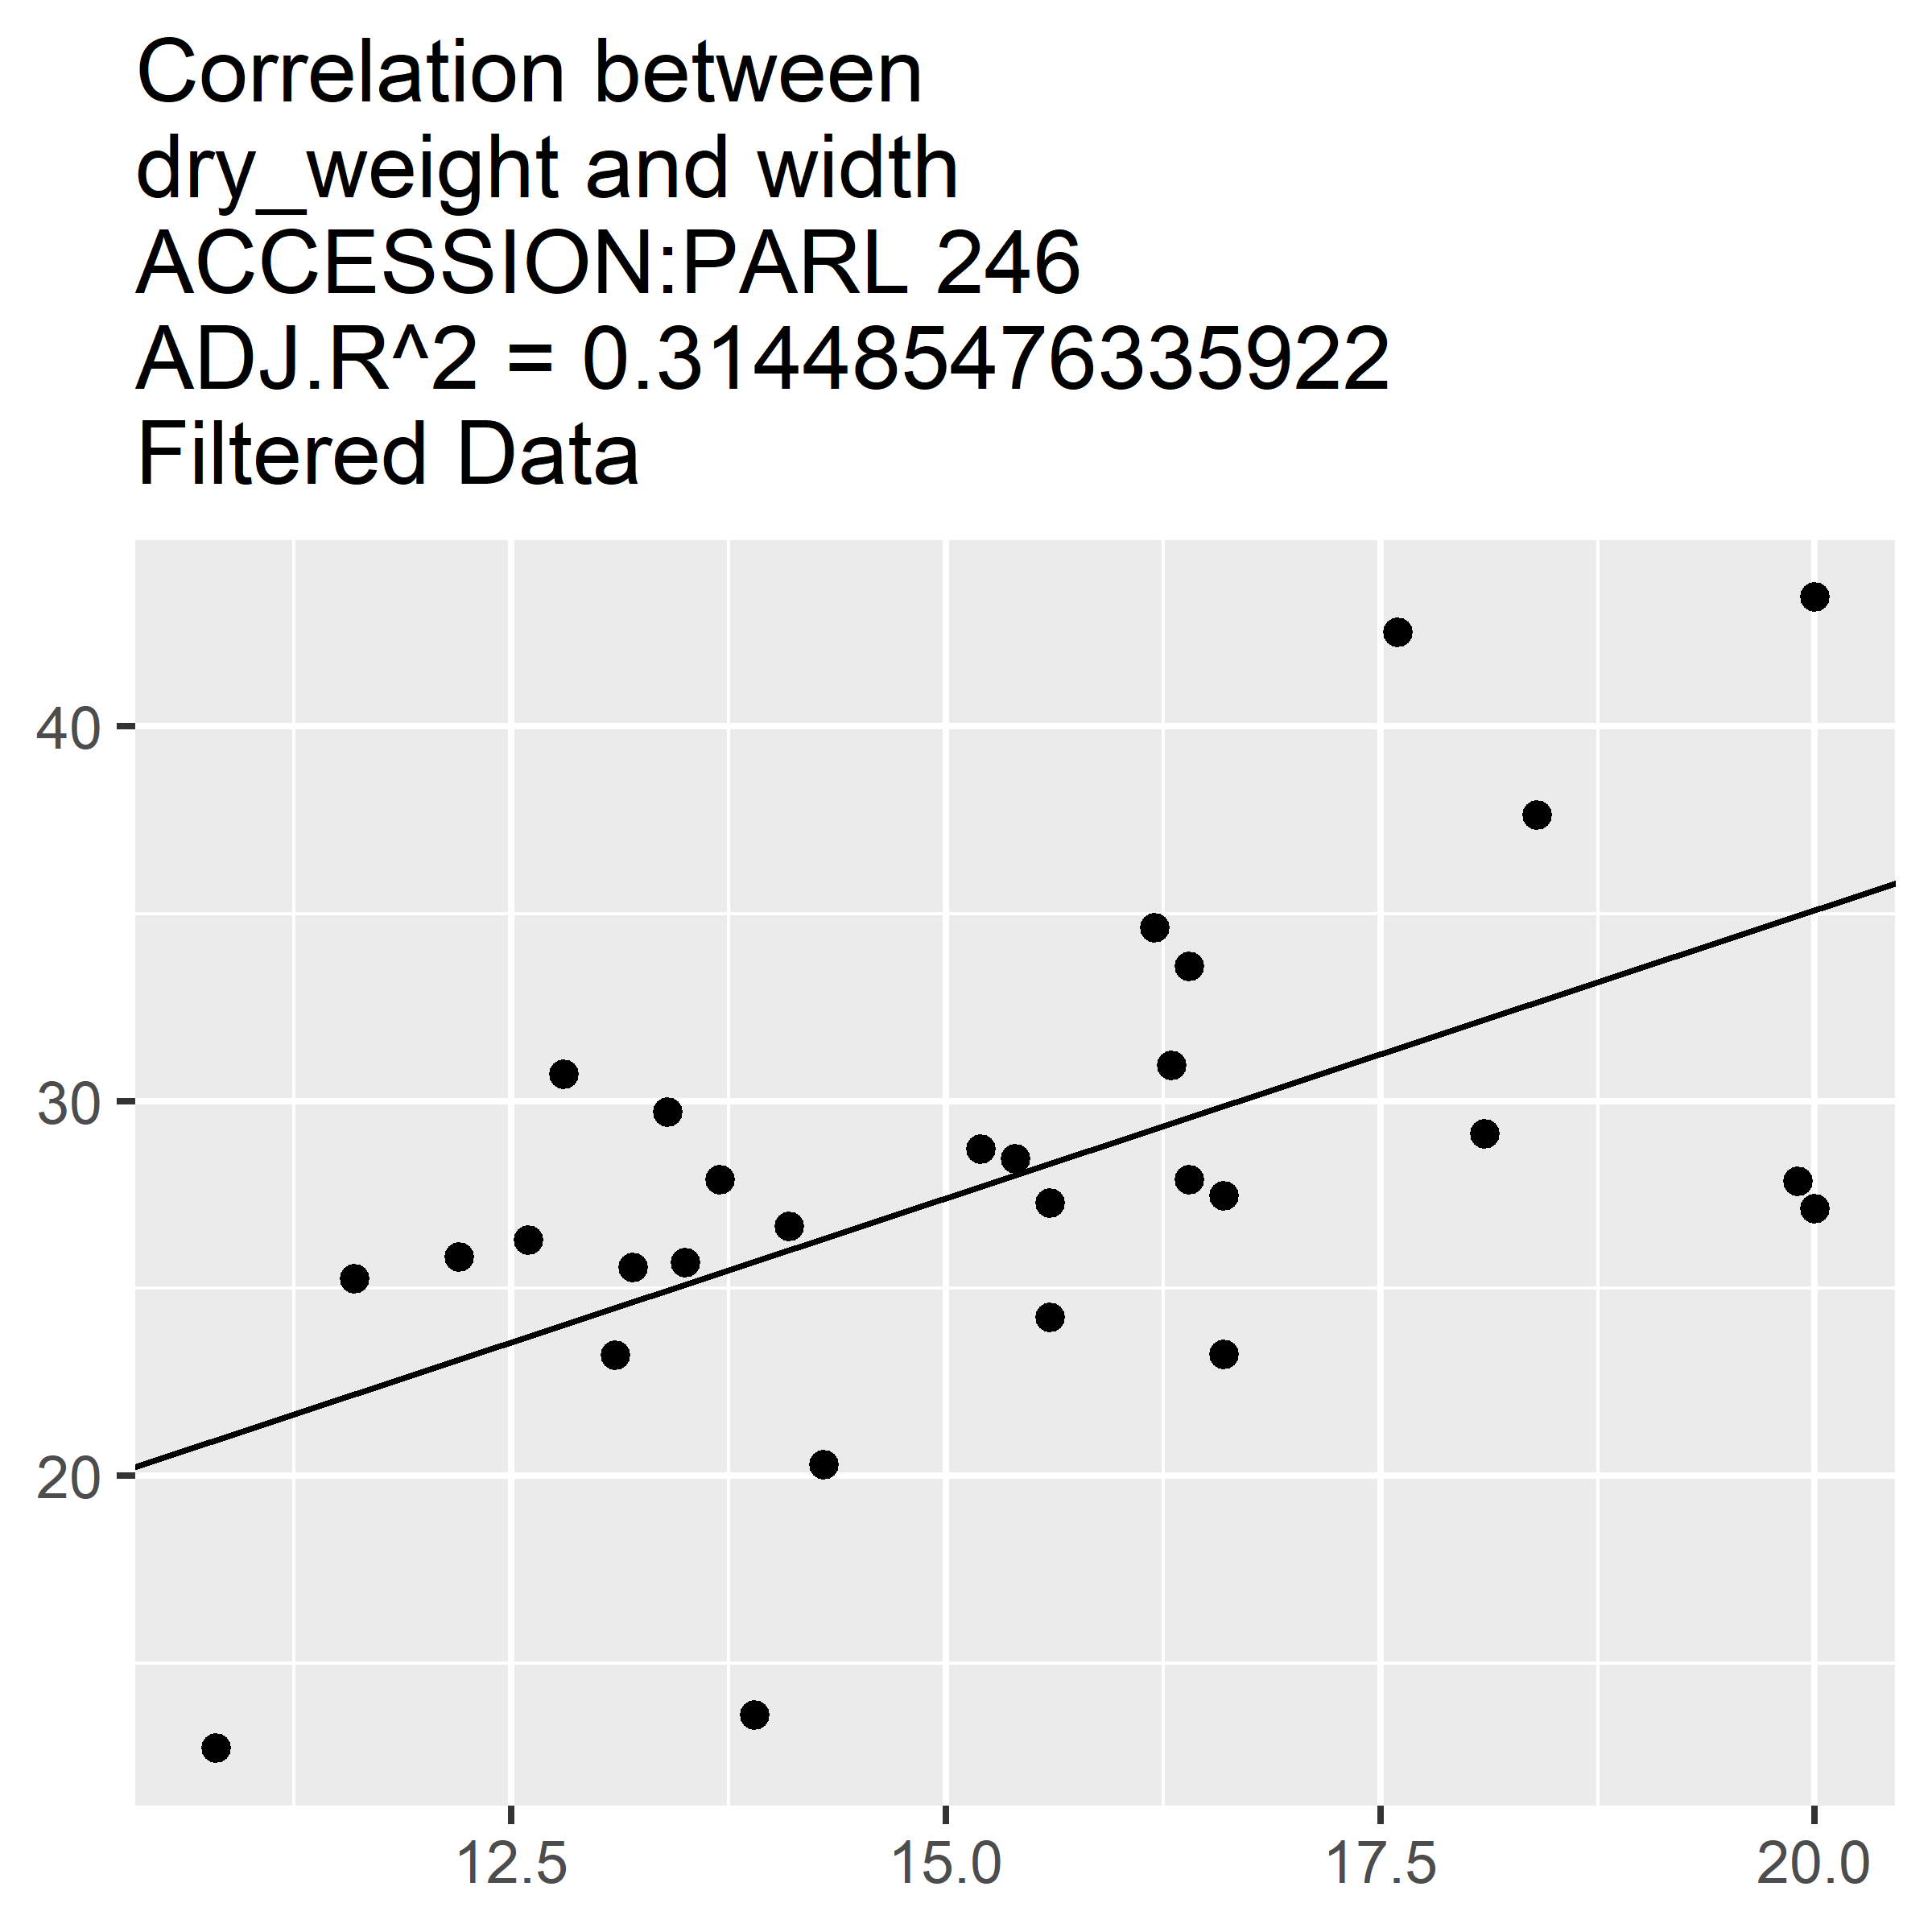 Correlation between
dry_weight and width
ACCESSION:PARL 246
ADJ.R^2 = 0.314485476335922
Filtered Data
40
30
20
12.5 15.0 17.5 20.0